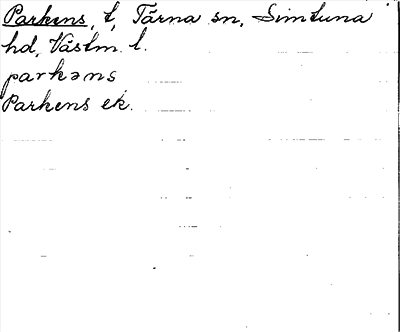 Parkens, t, Tärna sn, Simtuna
hd, Västm. l.
parkəns
Parkens ek.